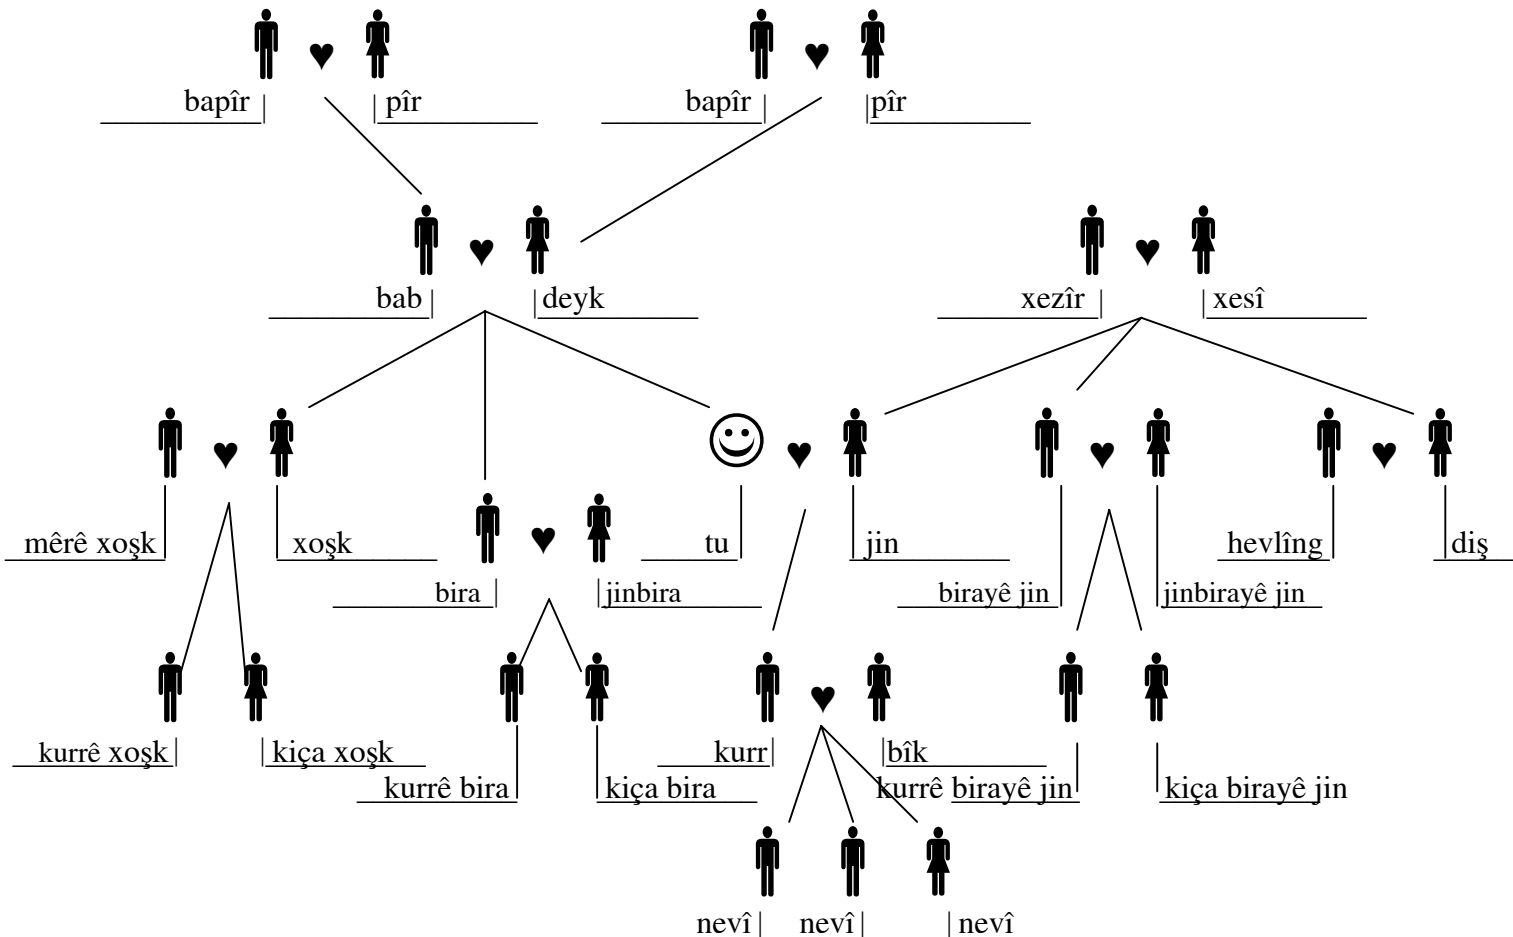 bapîr pîr bapîr pîr
bab deyk xezîr xesî
mêrê xoşk xoşk tu jin hevlîng diş
bira jinbira birayê jin jinbirayê jin
kurrê xoşk kiça xoşk kurr bîk
kurrê bira kiça bira kurrê birayê jin kiça birayê jin
nevî nevî nevî